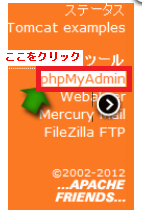 ステータス
Tomcat examples
ツール
ここをクリック
phpMyAdmin
Webalizer
Mercury Mail
FileZilla FTP
©2002-2012
...APACHE
FRIENDS...